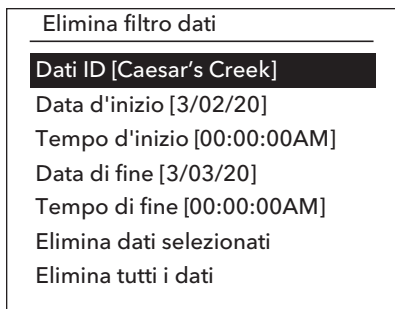 Elimina filtro dati
Dati ID [Caesar’s Creek]
Data d'inizio [3/02/20]
Tempo d'inizio [00:00:00AM]
Data di fine [3/03/20]
Tempo di fine [00:00:00AM]
Elimina dati selezionati
Elimina tutti i dati